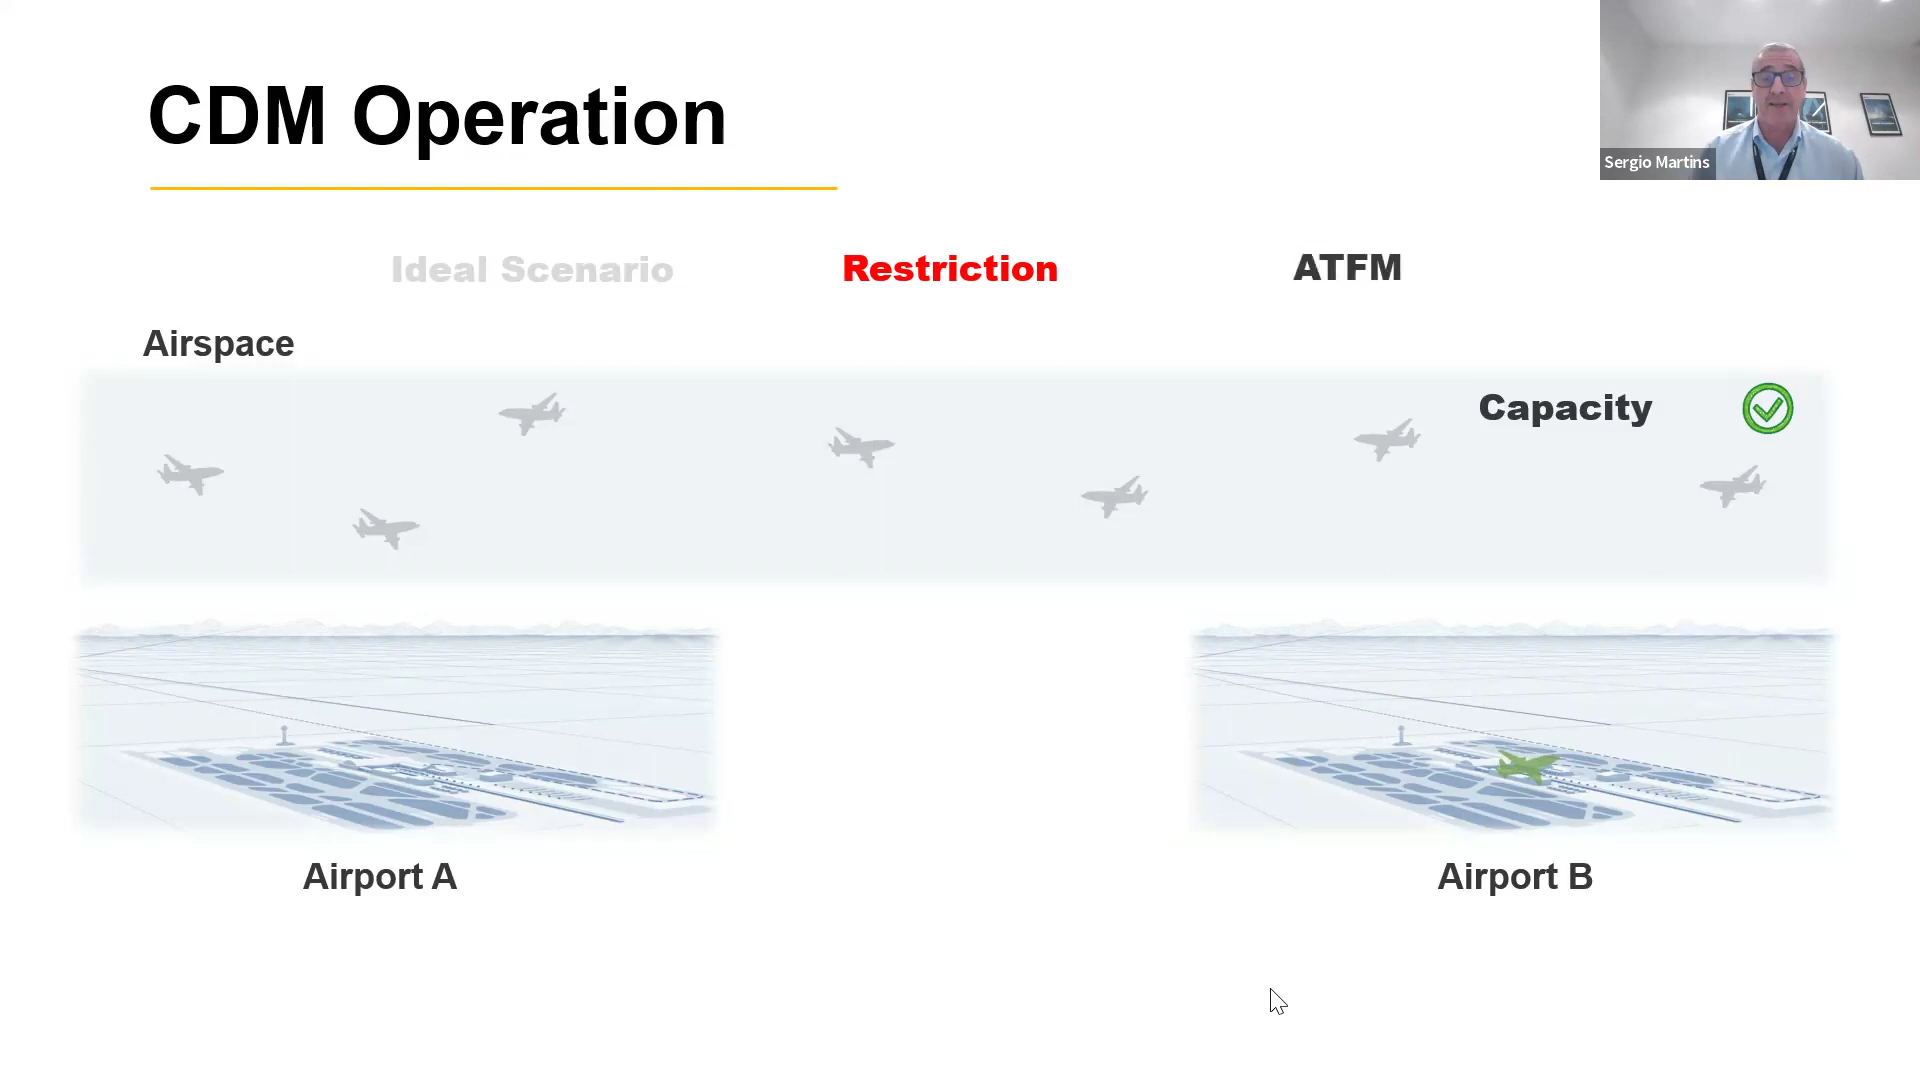 CDM Operation
Sergio Martins
Ideal Scenario
Restriction
ATFM
Airspace
Capacity
Airport A
Airport B